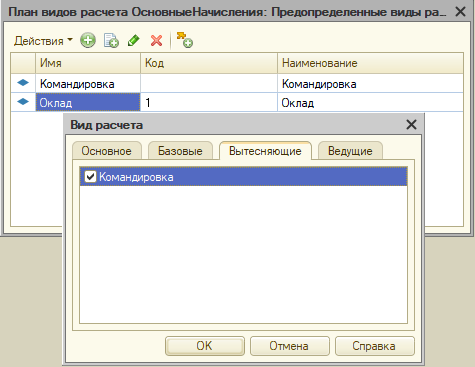 План видов расчета ОсновныеНачисления: Предопределенные виды ра...
Действия
Имя Код Наименование
Командировка Командировка
Оклад 1 Оклад
Вид расчета
Основное Базовые Вытесняющие Ведущие
Командировка
OK Отмена Справка